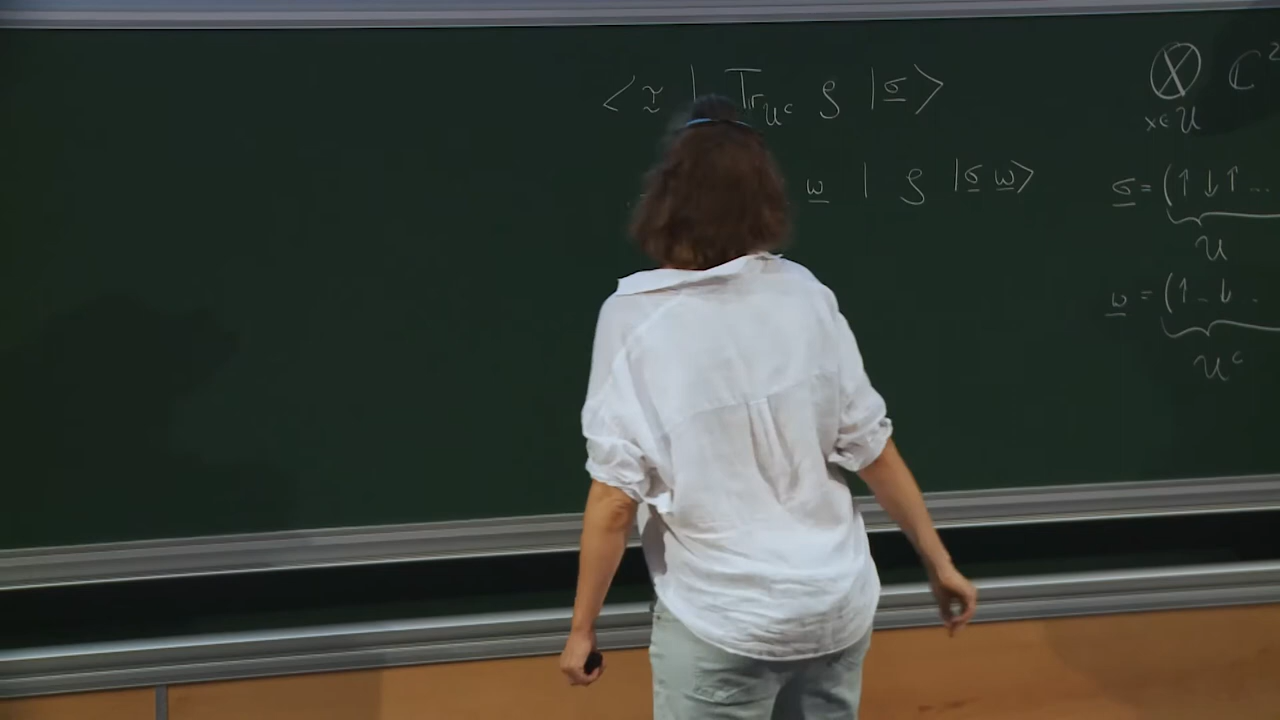 < τ | Tr_{U^c} ρ | σ >
ω | ρ | σ ω >
⊗_{x∈U} ℂ²
σ = (↑ ↓ ↑ ...
U
ω = (↑ - ↓ ..
U^c